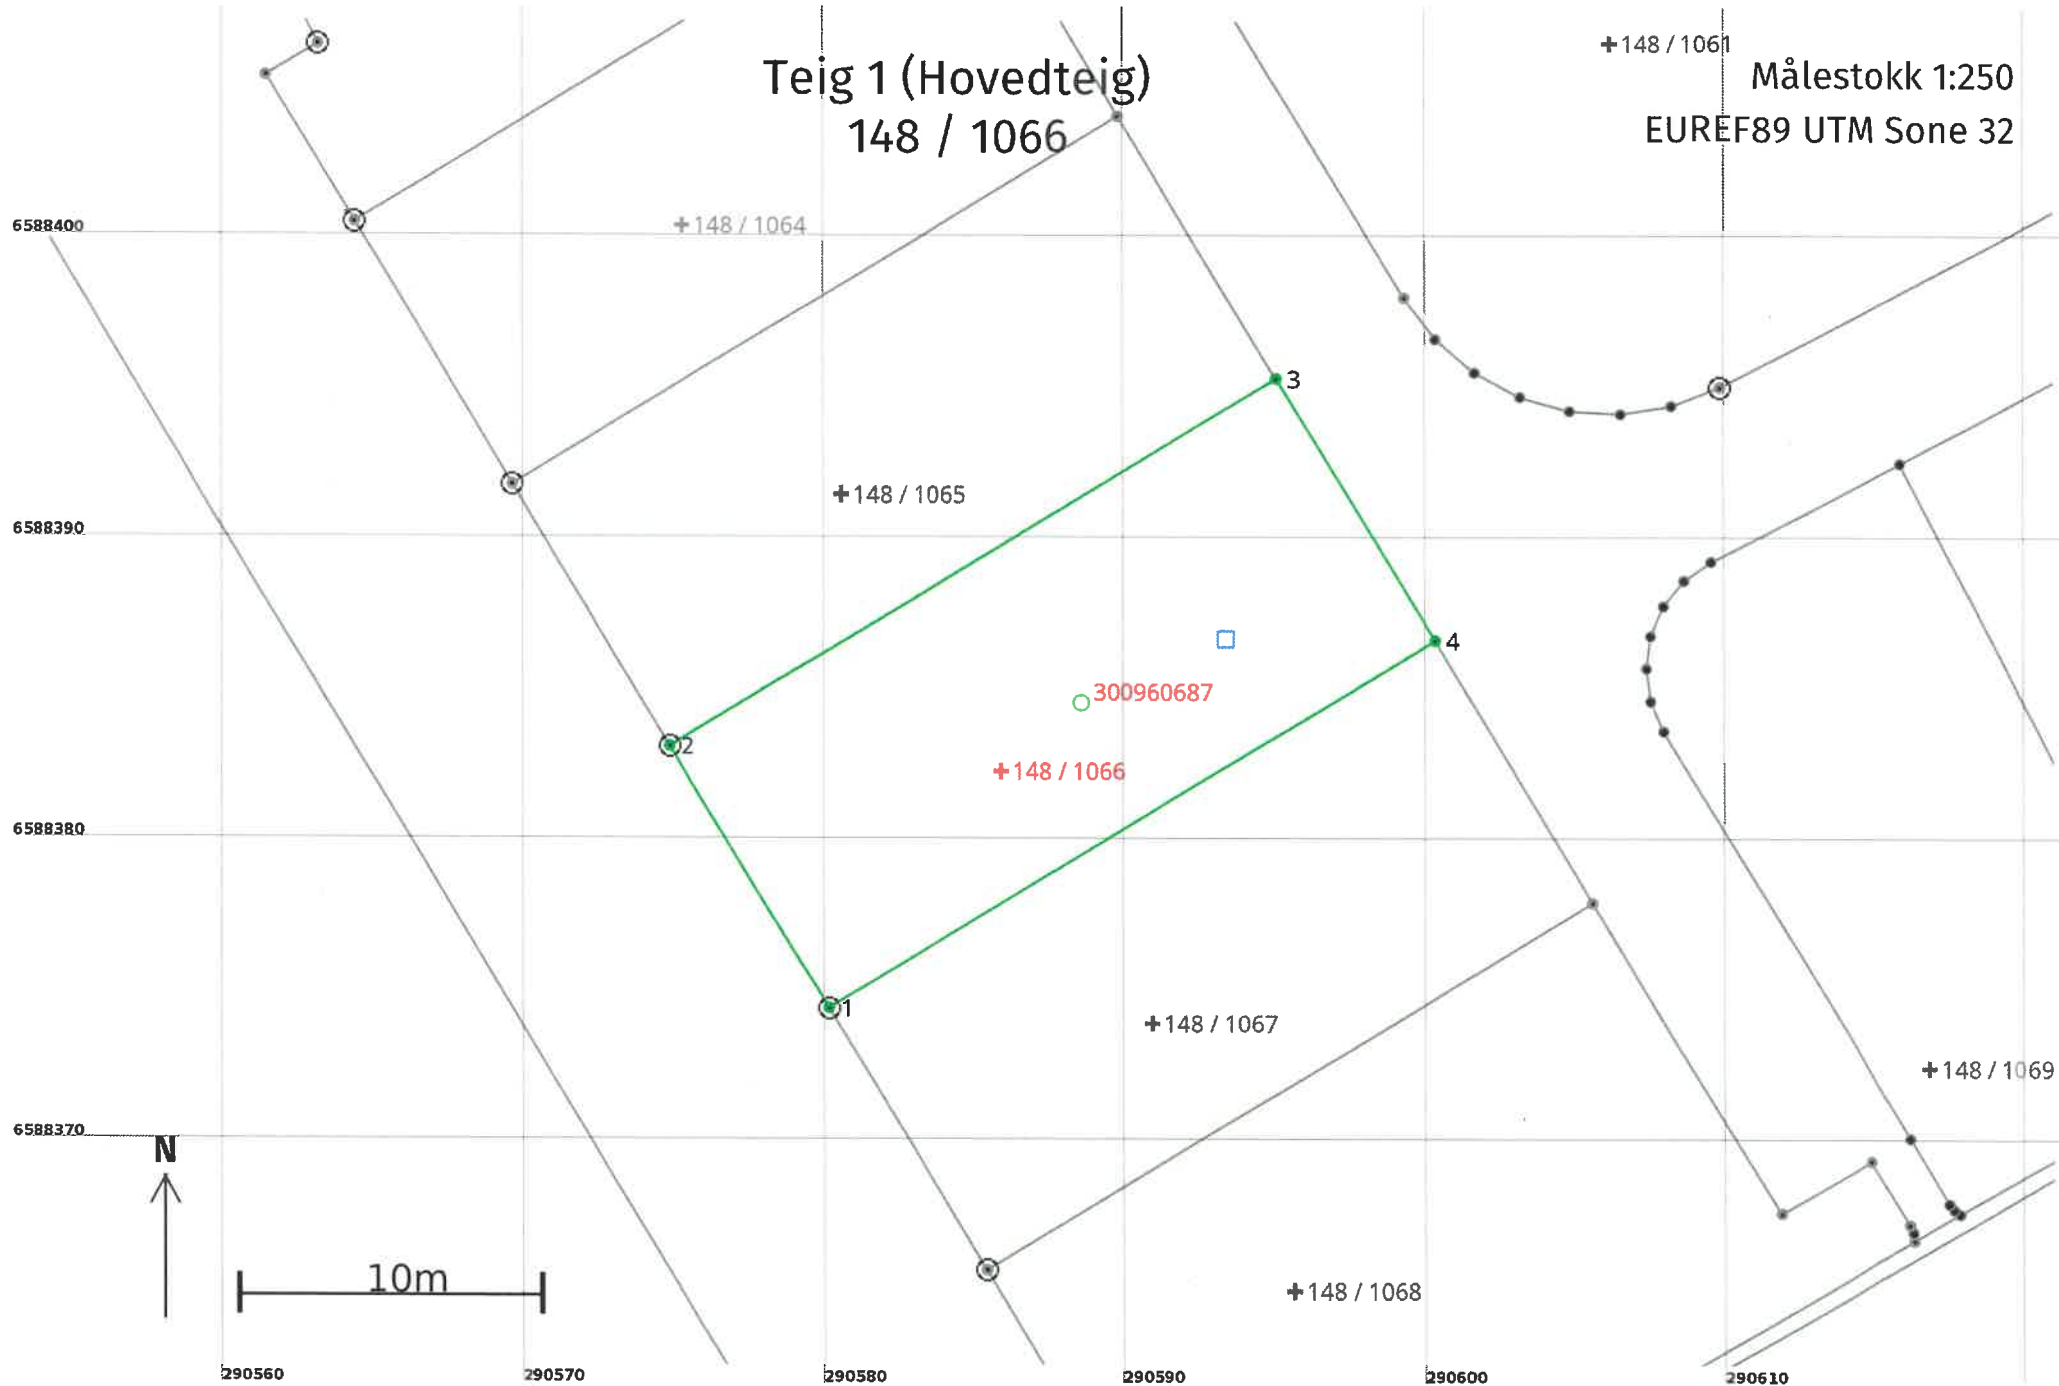 +148 / 1061
Teig 1 (Hovedteig)
148 / 1066
Målestokk 1:250
EUREF89 UTM Sone 32
6588400
+148 / 1064
3
+148 / 1065
6588390
4
300960687
2
+148 / 1066
6588380
1
+148 / 1067
+148 / 1069
6588370
N
10m
+148 / 1068
290560
290570
290580
290590
290600
290610